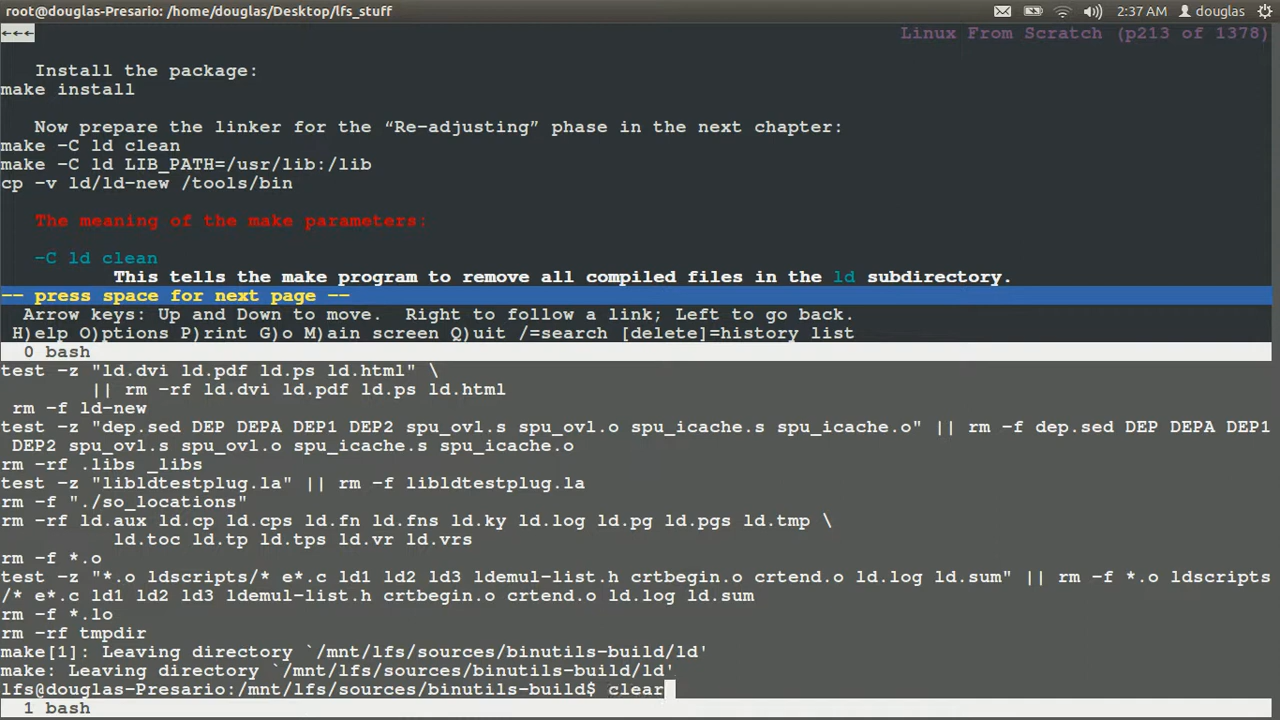 root@douglas-Presario: /home/douglas/Desktop/lfs_stuff 2:37 AM douglas
←←← Linux From Scratch (p213 of 1378)
Install the package:
make install
Now prepare the linker for the “Re-adjusting” phase in the next chapter:
make -C ld clean
make -C ld LIB_PATH=/usr/lib:/lib
cp -v ld/ld-new /tools/bin
The meaning of the make parameters:
-C ld clean
This tells the make program to remove all compiled files in the ld subdirectory.
-- press space for next page --
Arrow keys: Up and Down to move.  Right to follow a link; Left to go back.
H)elp O)ptions P)rint G)o M)ain screen Q)uit /=search [delete]=history list
0 bash
test -z "ld.dvi ld.pdf ld.ps ld.html" \
|| rm -rf ld.dvi ld.pdf ld.ps ld.html
rm -f ld-new
test -z "dep.sed DEP DEPA DEP1 DEP2 spu_ovl.s spu_ovl.o spu_icache.s spu_icache.o" || rm -f dep.sed DEP DEPA DEP1
DEP2 spu_ovl.s spu_ovl.o spu_icache.s spu_icache.o
rm -rf .libs _libs
test -z "libldtestplug.la" || rm -f libldtestplug.la
rm -f "./so_locations"
rm -rf ld.aux ld.cp ld.cps ld.fn ld.fns ld.ky ld.log ld.pg ld.pgs ld.tmp \
ld.toc ld.tp ld.tps ld.vr ld.vrs
rm -f *.o
test -z "*.o ldscripts/* e*.c ld1 ld2 ld3 ldemul-list.h crtbegin.o crtend.o ld.log ld.sum" || rm -f *.o ldscripts
/* e*.c ld1 ld2 ld3 ldemul-list.h crtbegin.o crtend.o ld.log ld.sum
rm -f *.lo
rm -rf tmpdir
make[1]: Leaving directory `/mnt/lfs/sources/binutils-build/ld'
make: Leaving directory `/mnt/lfs/sources/binutils-build/ld'
lfs@douglas-Presario:/mnt/lfs/sources/binutils-build$ clear
1 bash